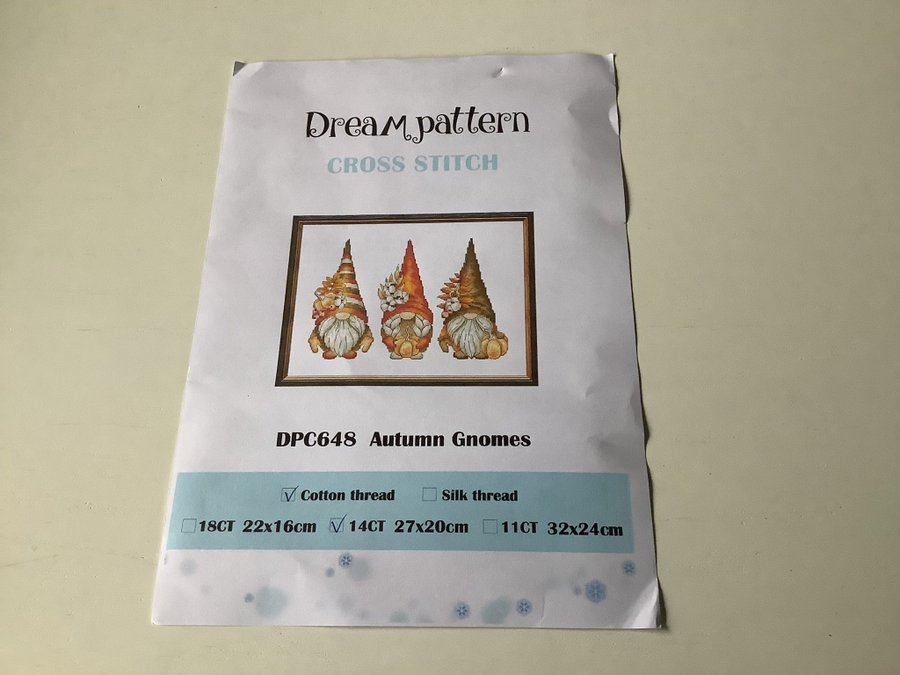 Dream pattern
CROSS STITCH
DPC648 Autumn Gnomes
Cotton thread Silk thread
18CT 22x16cm 14CT 27x20cm 11CT 32x24cm